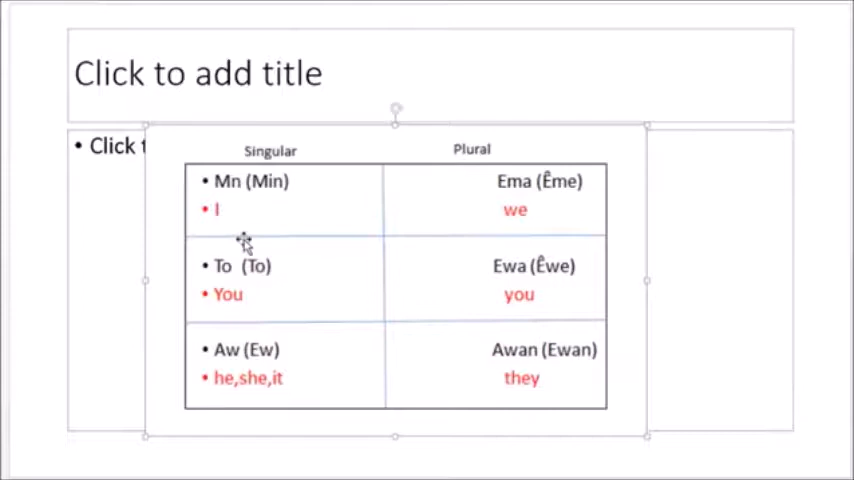 Click to add title
• Click t
Singular Plural
• Mn (Min) Ema (Ême)
• I we
• To (To) Ewa (Êwe)
• You you
• Aw (Ew) Awan (Ewan)
• he,she,it they